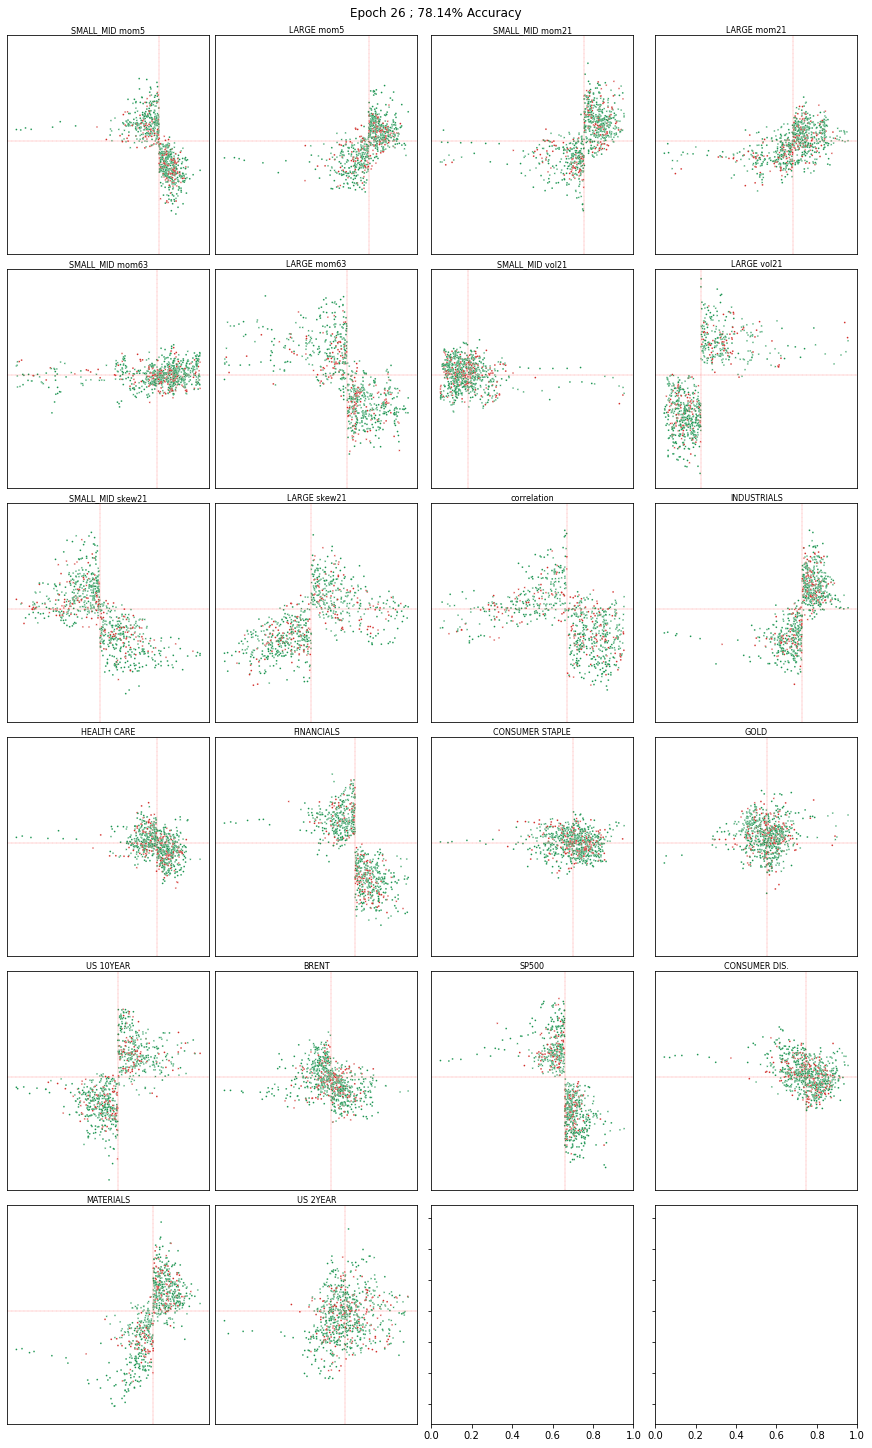 Epoch 26 ; 78.14% Accuracy
SMALL_MID mom5
LARGE mom5
SMALL_MID mom21
LARGE mom21
SMALL_MID mom63
LARGE mom63
SMALL_MID vol21
LARGE vol21
SMALL_MID skew21
LARGE skew21
correlation
INDUSTRIALS
HEALTH CARE
FINANCIALS
CONSUMER STAPLE
GOLD
US 10YEAR
BRENT
SP500
CONSUMER DIS.
MATERIALS
US 2YEAR
0.0 0.2 0.4 0.6 0.8 1.0
0.0 0.2 0.4 0.6 0.8 1.0